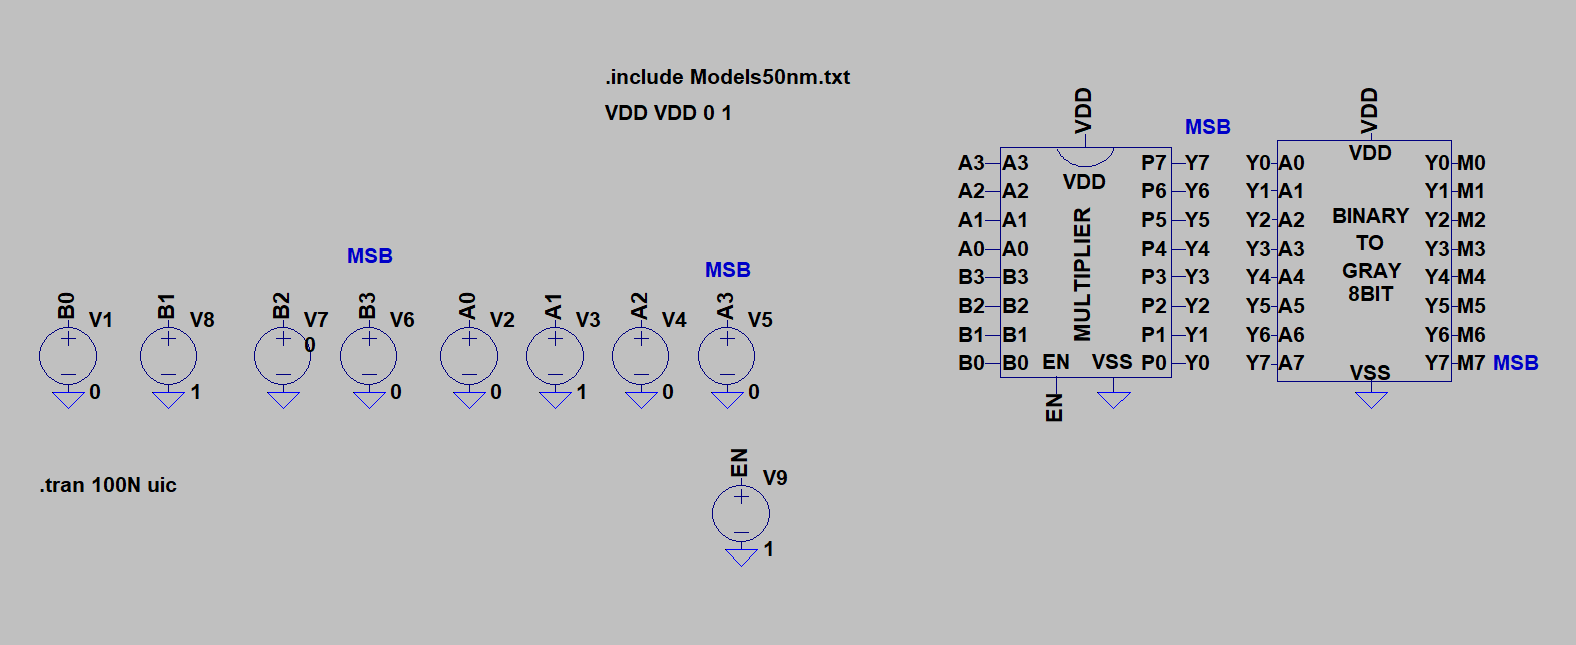 .include Models50nm.txt
VDD VDD 0 1
MSB
MSB
B0
V1
0
B1
V8
1
B2
V7
0
B3
V6
0
A0
V2
0
A1
V3
1
A2
V4
0
A3
V5
0
.tran 100N uic
EN
V9
1
VDD
MSB
A3 A3 P7 Y7
VDD
A2 A2 P6 Y6
A1 A1 P5 Y5
A0 A0 P4 Y4
B3 B3 P3 Y3
B2 B2 P2 Y2
B1 B1 P1 Y1
B0 B0 EN VSS P0 Y0
MULTIPLIER
EN
VDD
VDD
Y0 A0 Y0 M0
Y1 A1 Y1 M1
Y2 A2 BINARY Y2 M2
Y3 A3 TO Y3 M3
Y4 A4 GRAY Y4 M4
8BIT
Y5 A5 Y5 M5
Y6 A6 Y6 M6
Y7 A7 Y7 M7 MSB
VSS